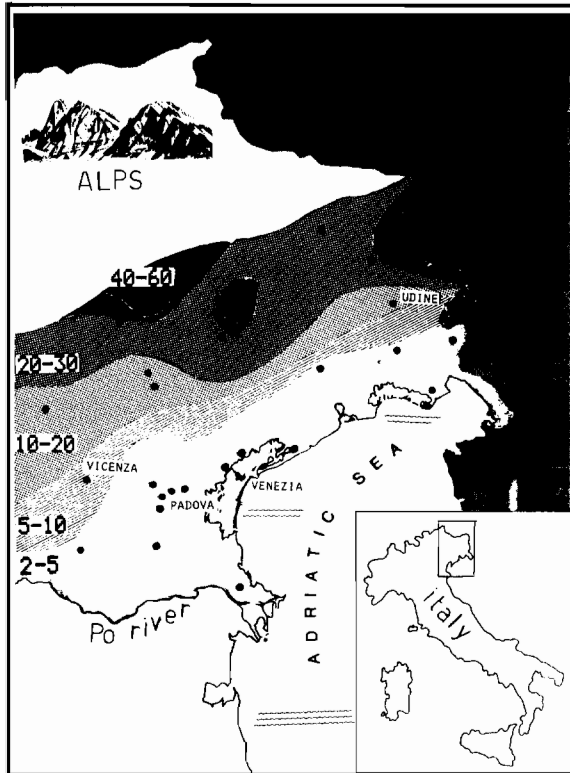 ALPS
40-60
UDINE
20-30
10-20
VICENZA
VENEZIA
PADOVA
5-10
2-5
Po river
ADRIATIC SEA
italy